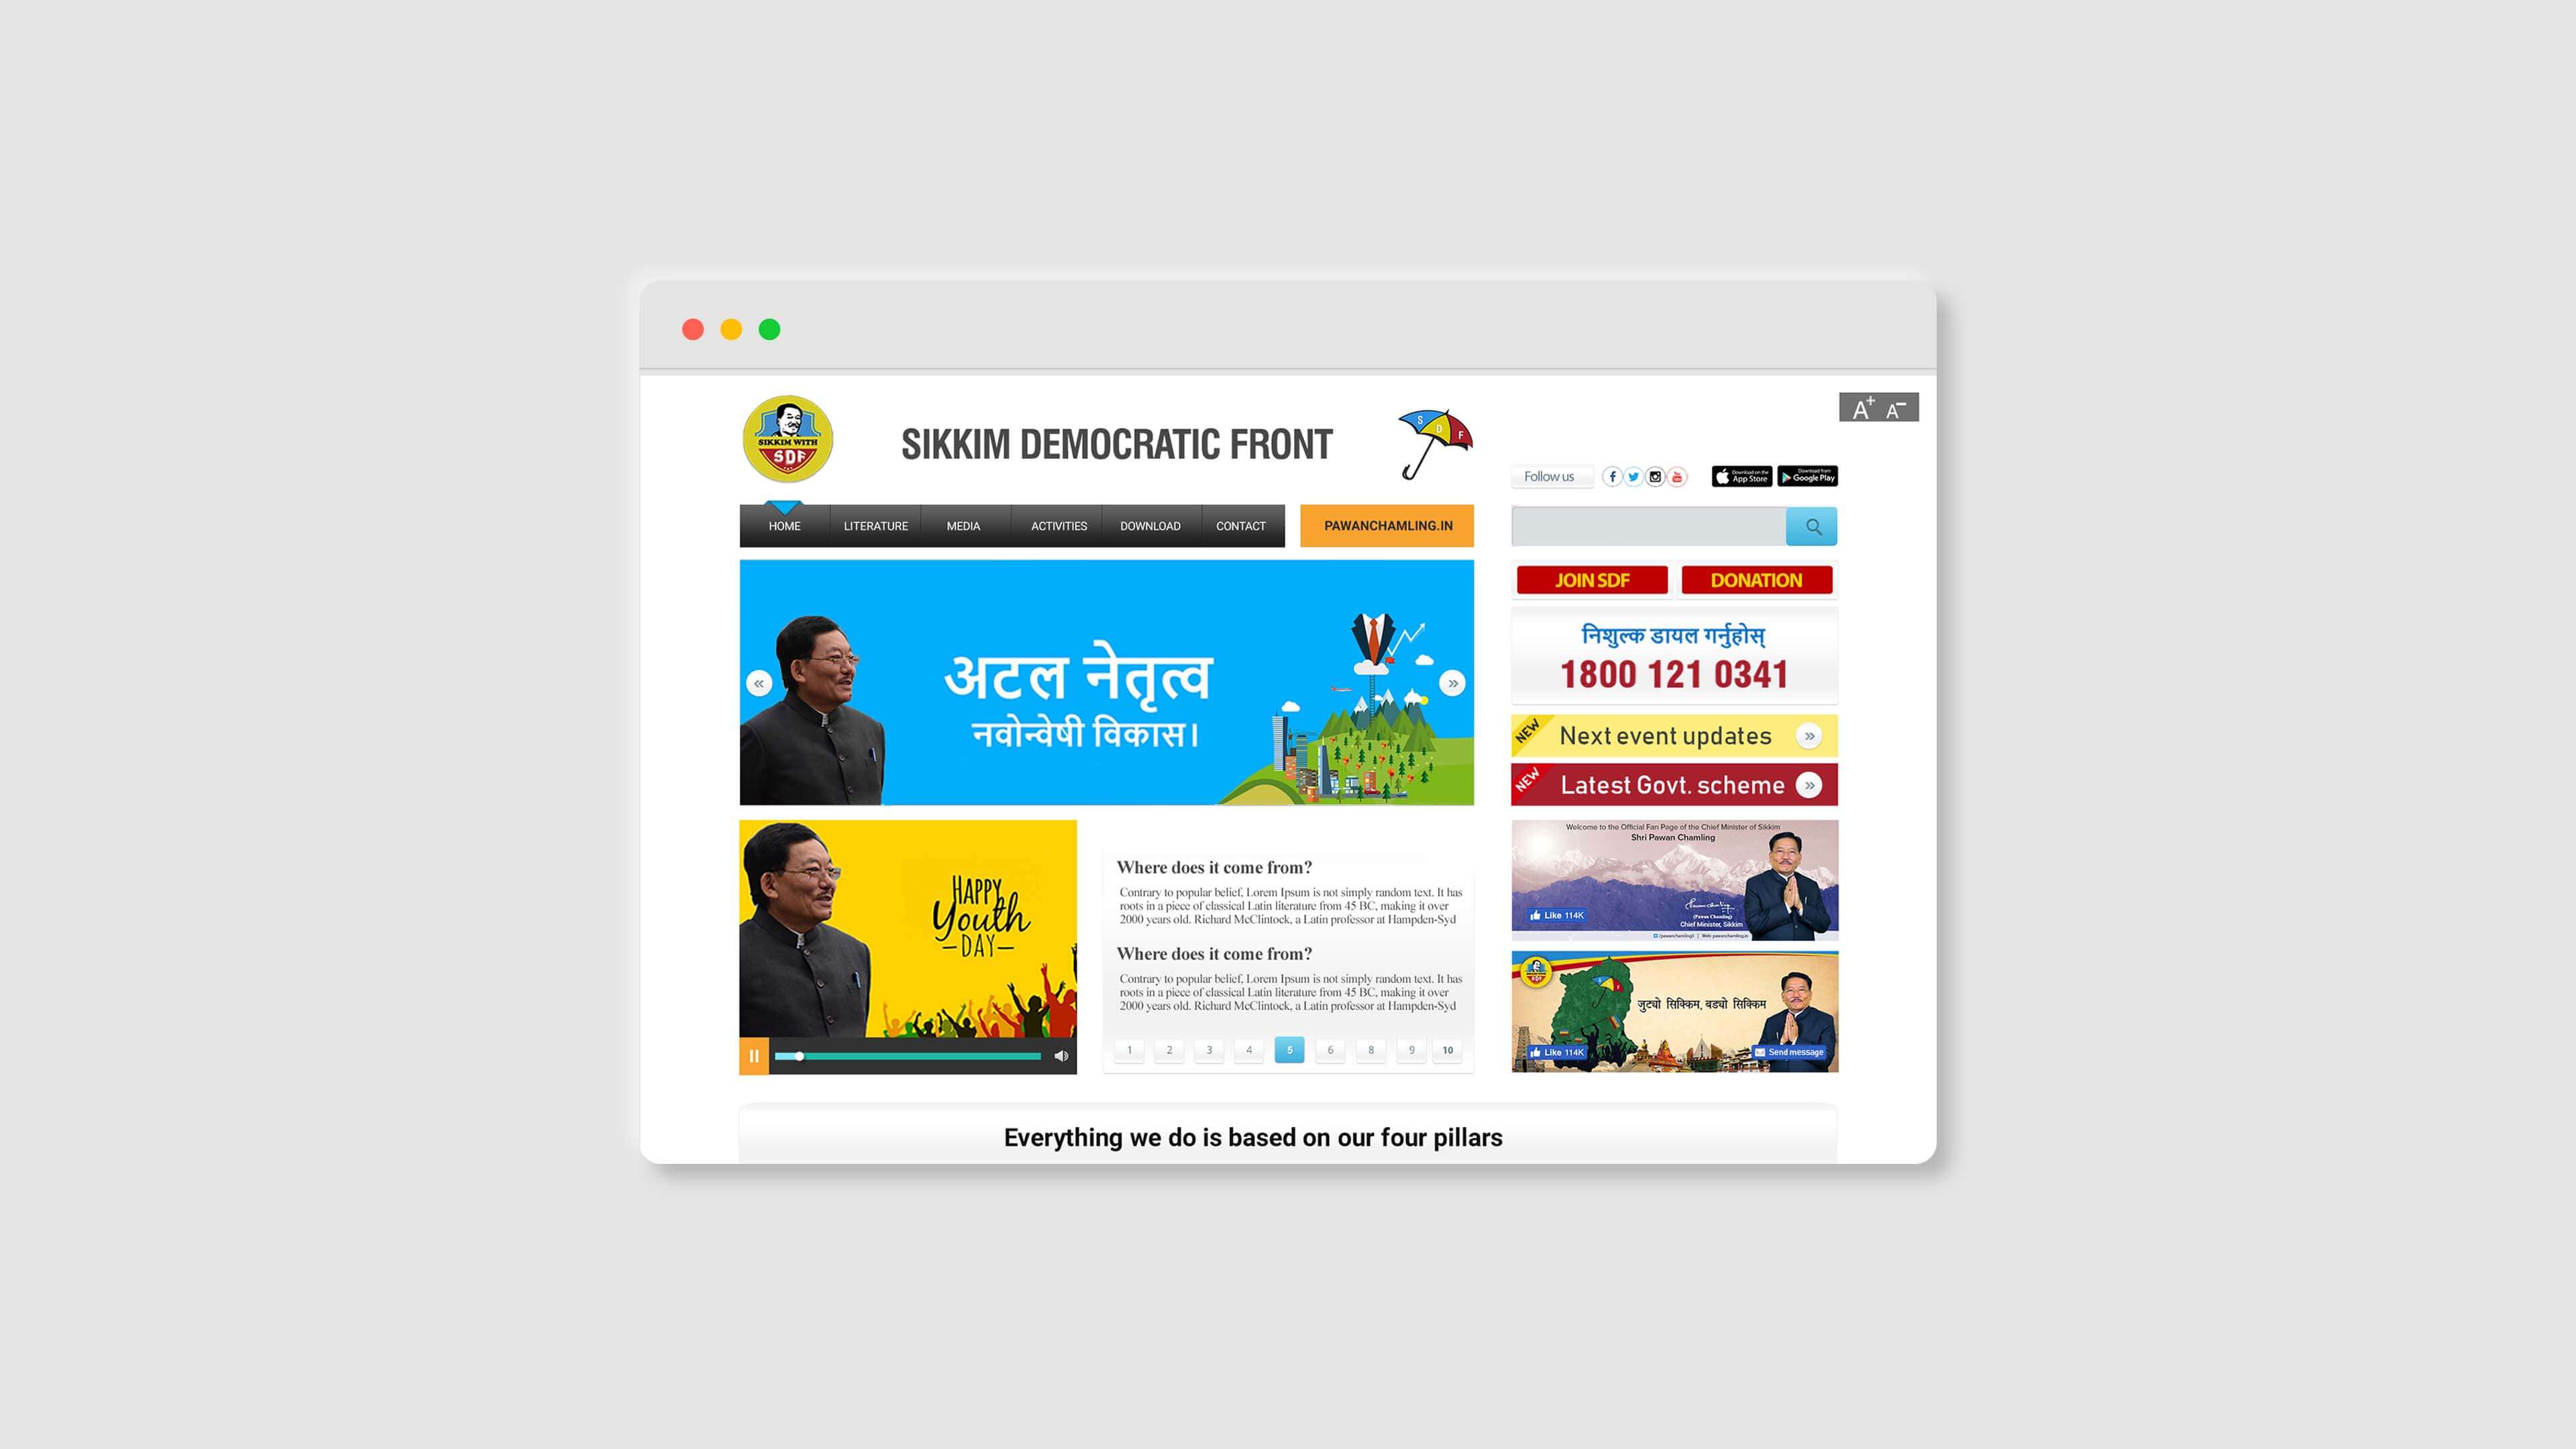 SIKKIM WITH
SDF
SIKKIM DEMOCRATIC FRONT
S D F
A+ A-
Follow us
Download on the
App Store
Download from
Google Play
HOME LITERATURE MEDIA ACTIVITIES DOWNLOAD CONTACT PAWANCHAMLING.IN
JOIN SDF DONATION
अटल नेतृत्व
नवोन्वेषी विकास।
निशुल्क डायल गर्नुहोस्
1800 121 0341
NEW Next event updates
NEW Latest Govt. scheme
HAPPY
Youth
DAY
Where does it come from?
Contrary to popular belief, Lorem Ipsum is not simply random text. It has
roots in a piece of classical Latin literature from 45 BC, making it over
2000 years old. Richard McClintock, a Latin professor at Hampden-Syd
Where does it come from?
Contrary to popular belief, Lorem Ipsum is not simply random text. It has
roots in a piece of classical Latin literature from 45 BC, making it over
2000 years old. Richard McClintock, a Latin professor at Hampden-Syd
1 2 3 4 5 6 8 9 10
Welcome to the Official Fan Page of the Chief Minister of Sikkim
Shri Pawan Chamling
Like 114K
(Pawan Chamling)
Chief Minister, Sikkim
जुट्यो सिक्किम, बड्यो सिक्किम
Like 114K
Send message
Everything we do is based on our four pillars